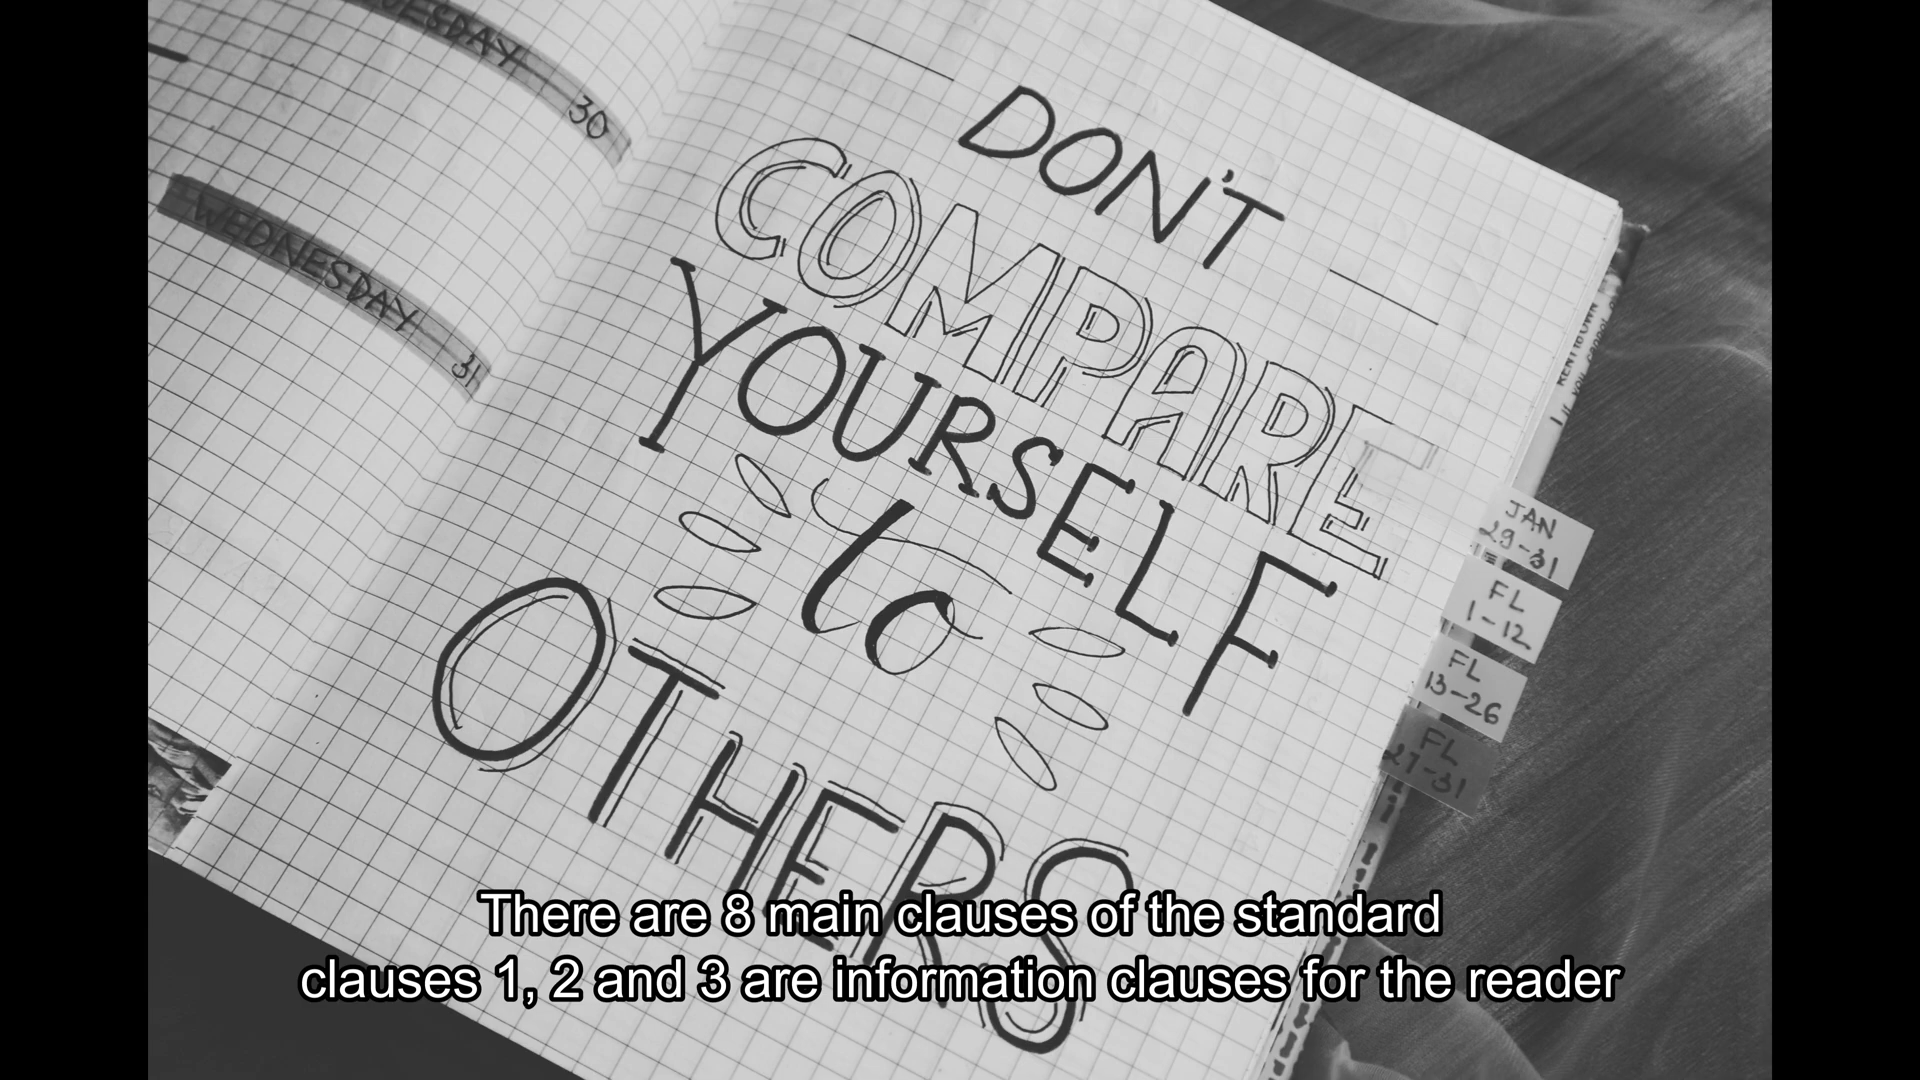 TUESDAY
30
WEDNESDAY
31
DON'T
COMPARE
YOURSELF
to
OTHERS
JAN
29-31
FL
1-12
FL
13-26
FL
27-31
There are 8 main clauses of the standard
clauses 1, 2 and 3 are information clauses for the reader